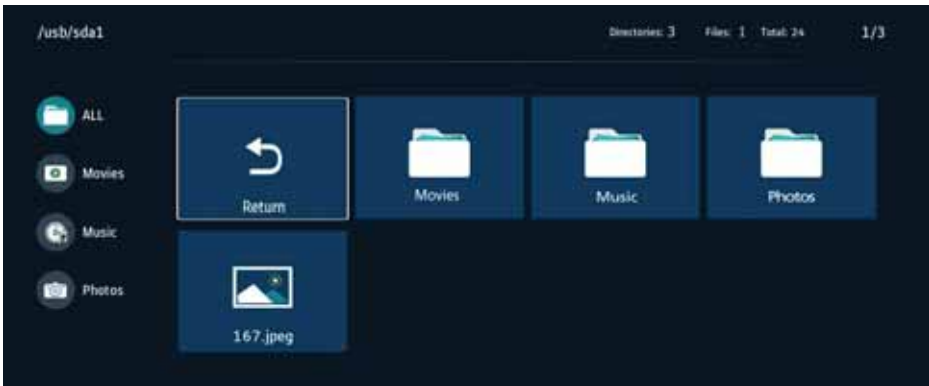 /usb/sda1
Directories: 3 Files: 1 Total: 24 1/3
ALL
Movies
Music
Photos
Return
Movies
Music
Photos
167.jpeg